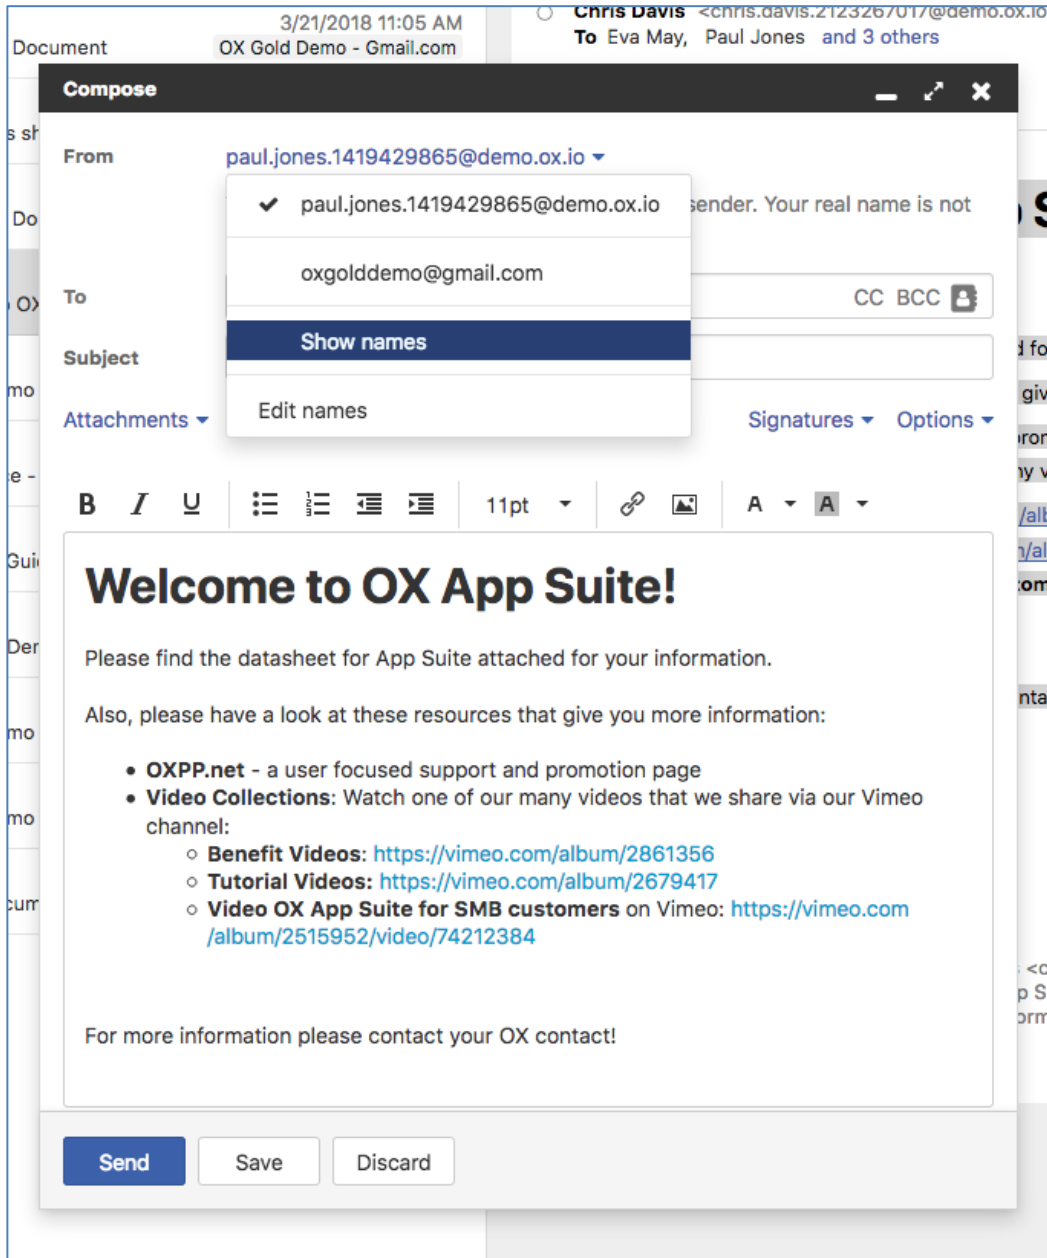 3/21/2018 11:05 AM
Document
OX Gold Demo - Gmail.com
Chris Davis <chris.davis.2123267017@demo.ox.io
To Eva May, Paul Jones and 3 others
Compose
From
paul.jones.1419429865@demo.ox.io
paul.jones.1419429865@demo.ox.io
sender. Your real name is not
oxgolddemo@gmail.com
To
CC BCC
Show names
Subject
Edit names
Attachments
Signatures
Options
B I U
11pt
A A
Welcome to OX App Suite!
Please find the datasheet for App Suite attached for your information.
Also, please have a look at these resources that give you more information:
• OXPP.net - a user focused support and promotion page
• Video Collections: Watch one of our many videos that we share via our Vimeo
channel:
○ Benefit Videos: https://vimeo.com/album/2861356
○ Tutorial Videos: https://vimeo.com/album/2679417
○ Video OX App Suite for SMB customers on Vimeo: https://vimeo.com
/album/2515952/video/74212384
For more information please contact your OX contact!
Send
Save
Discard